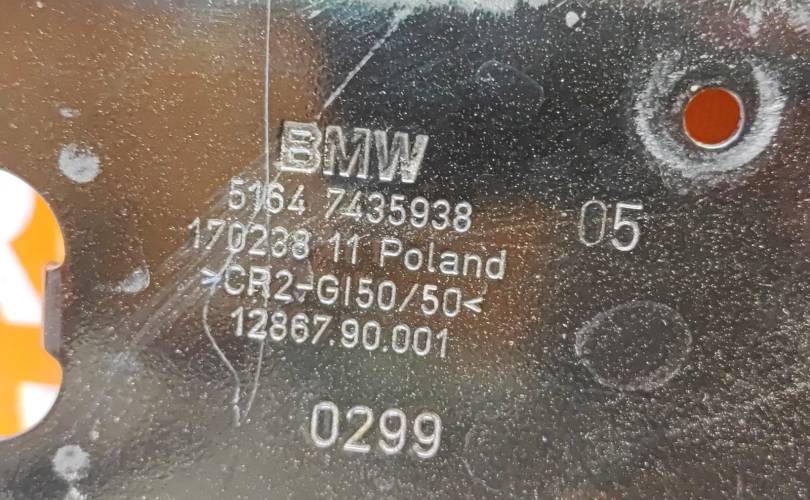 BMW
5164 7435938
05
170238 11 Poland
>CR2-GI50/50<
12867.90.001
0299